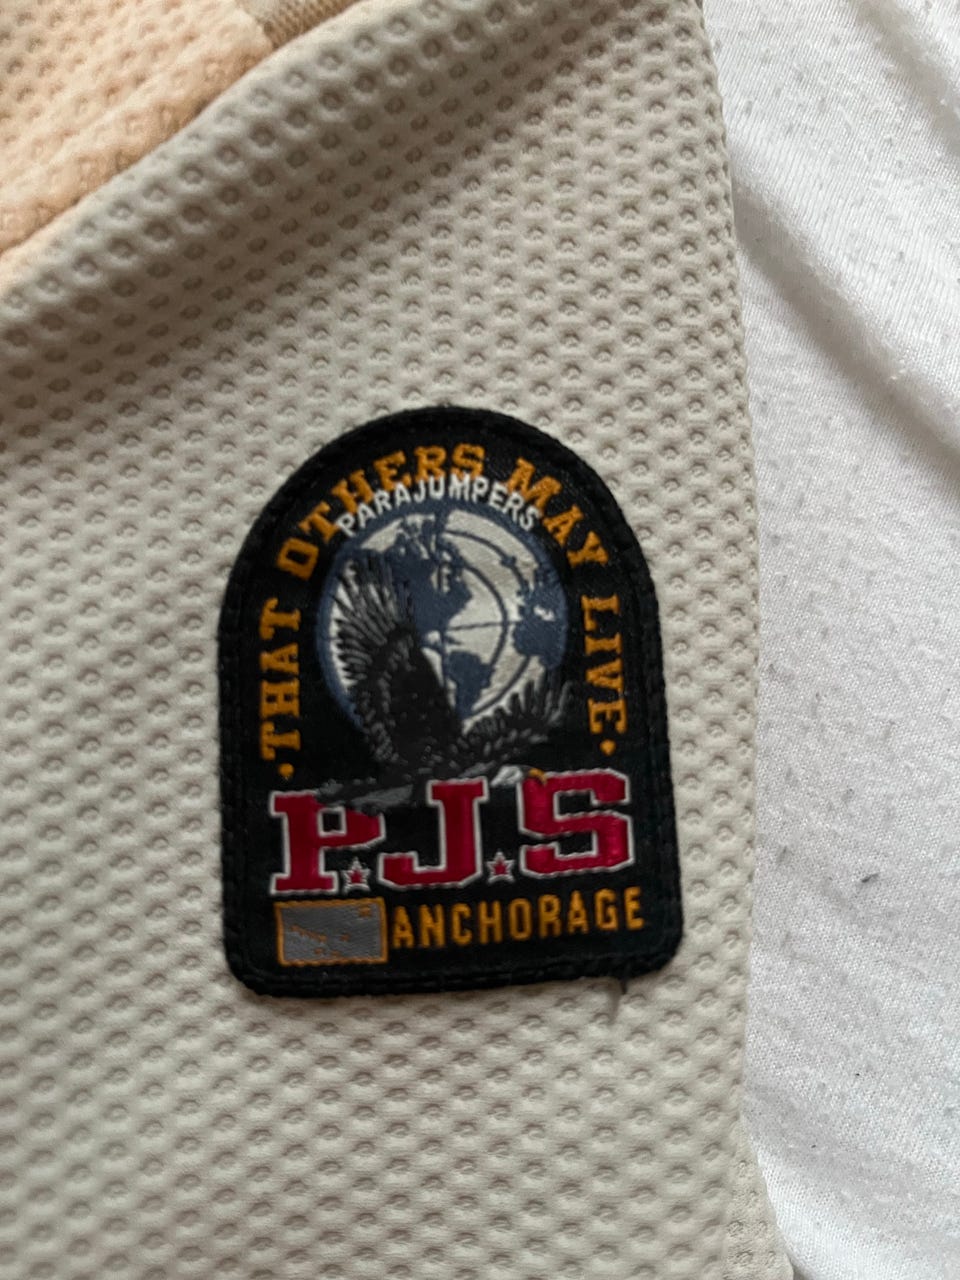 ·THAT OTHERS MAY LIVE·
PARAJUMPERS
P.J.S
ANCHORAGE